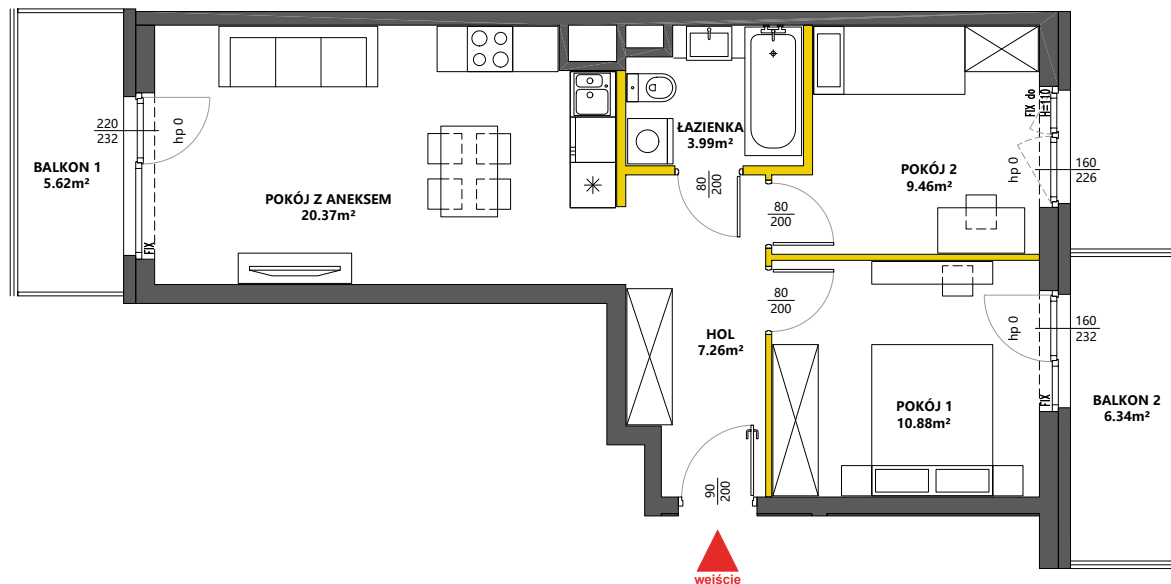 BALKON 1
5.62m²
220
232
hp 0
FIX
POKÓJ Z ANEKSEM
20.37m²
ŁAZIENKA
3.99m²
80
200
80
200
80
200
POKÓJ 2
9.46m²
FIX do
H=110
hp 0
160
226
HOL
7.26m²
POKÓJ 1
10.88m²
hp 0
FIX
160
232
BALKON 2
6.34m²
90
200
wejście